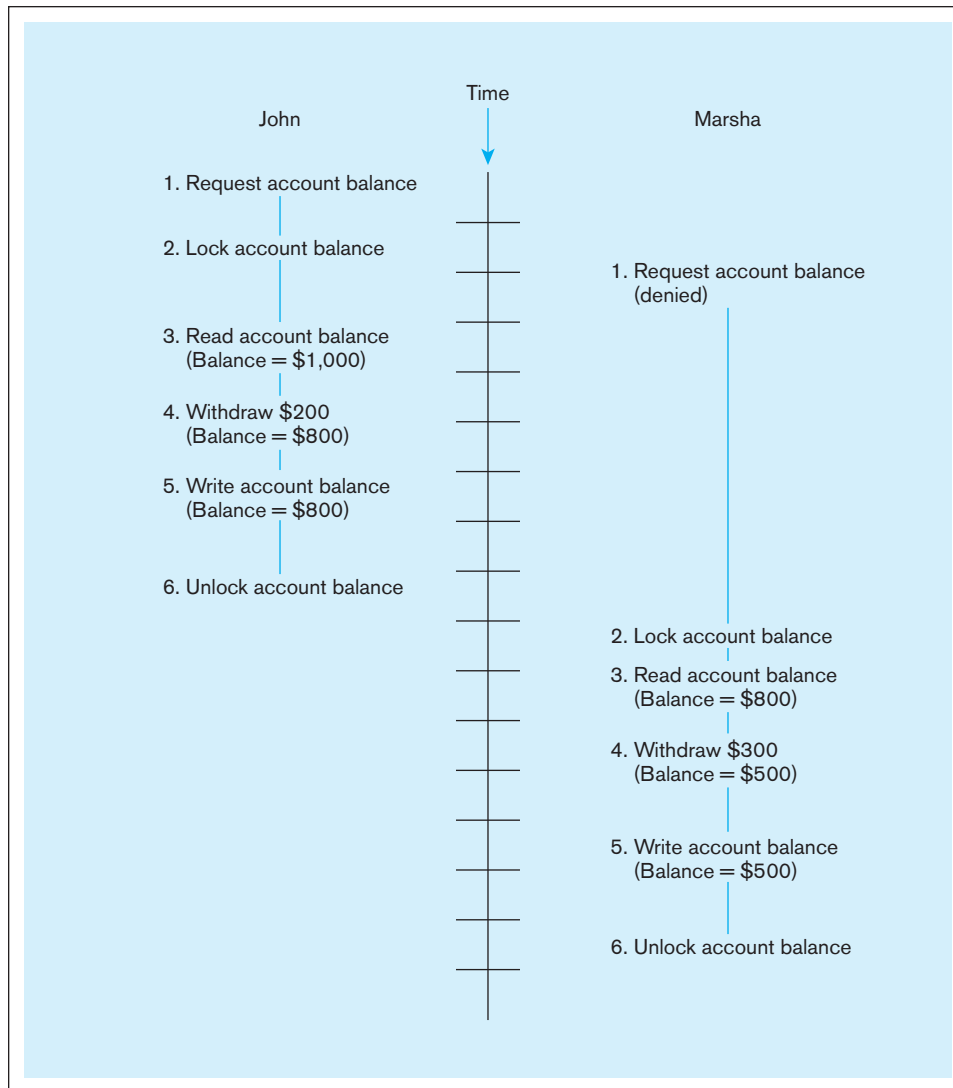 Time
John
Marsha
1. Request account balance
2. Lock account balance
3. Read account balance
(Balance = $1,000)
4. Withdraw $200
(Balance = $800)
5. Write account balance
(Balance = $800)
6. Unlock account balance
1. Request account balance
(denied)
2. Lock account balance
3. Read account balance
(Balance = $800)
4. Withdraw $300
(Balance = $500)
5. Write account balance
(Balance = $500)
6. Unlock account balance